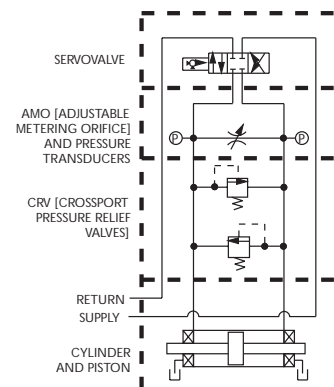 SERVOVALVE
AMO [ADJUSTABLE
METERING ORIFICE]
AND PRESSURE
TRANSDUCERS
P
P
CRV [CROSSPORT
PRESSURE RELIEF
VALVES]
RETURN
SUPPLY
CYLINDER
AND PISTON